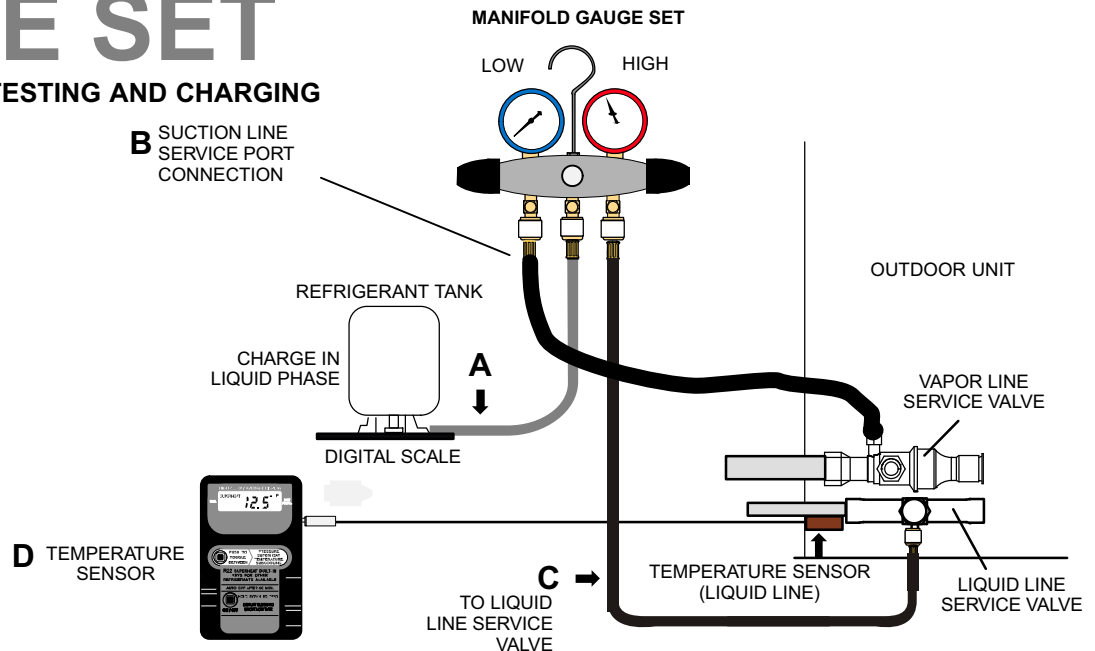 E SET
MANIFOLD GAUGE SET
LOW
HIGH
TESTING AND CHARGING
B
SUCTION LINE
SERVICE PORT
CONNECTION
OUTDOOR UNIT
REFRIGERANT TANK
CHARGE IN
LIQUID PHASE
A
VAPOR LINE
SERVICE VALVE
DIGITAL SCALE
12.5
D
TEMPERATURE
SENSOR
C
TO LIQUID
LINE SERVICE
VALVE
TEMPERATURE SENSOR
(LIQUID LINE)
LIQUID LINE
SERVICE VALVE